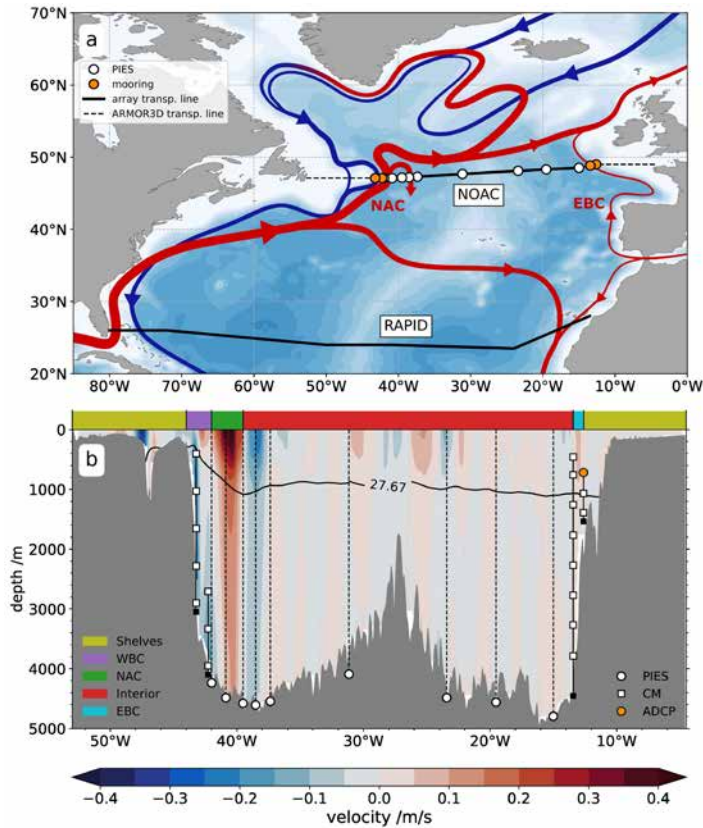 70°N
60°N
50°N
40°N
30°N
20°N
a
PIES
mooring
array transp. line
ARMOR3D transp. line
NAC
NOAC
EBC
RAPID
80°W 70°W 60°W 50°W 40°W 30°W 20°W 10°W 0°W
b
0
1000
2000
3000
4000
5000
depth /m
27.67
Shelves
WBC
NAC
Interior
EBC
PIES
CM
ADCP
50°W 40°W 30°W 20°W 10°W
−0.4 −0.3 −0.2 −0.1 0.0 0.1 0.2 0.3 0.4
velocity /m/s